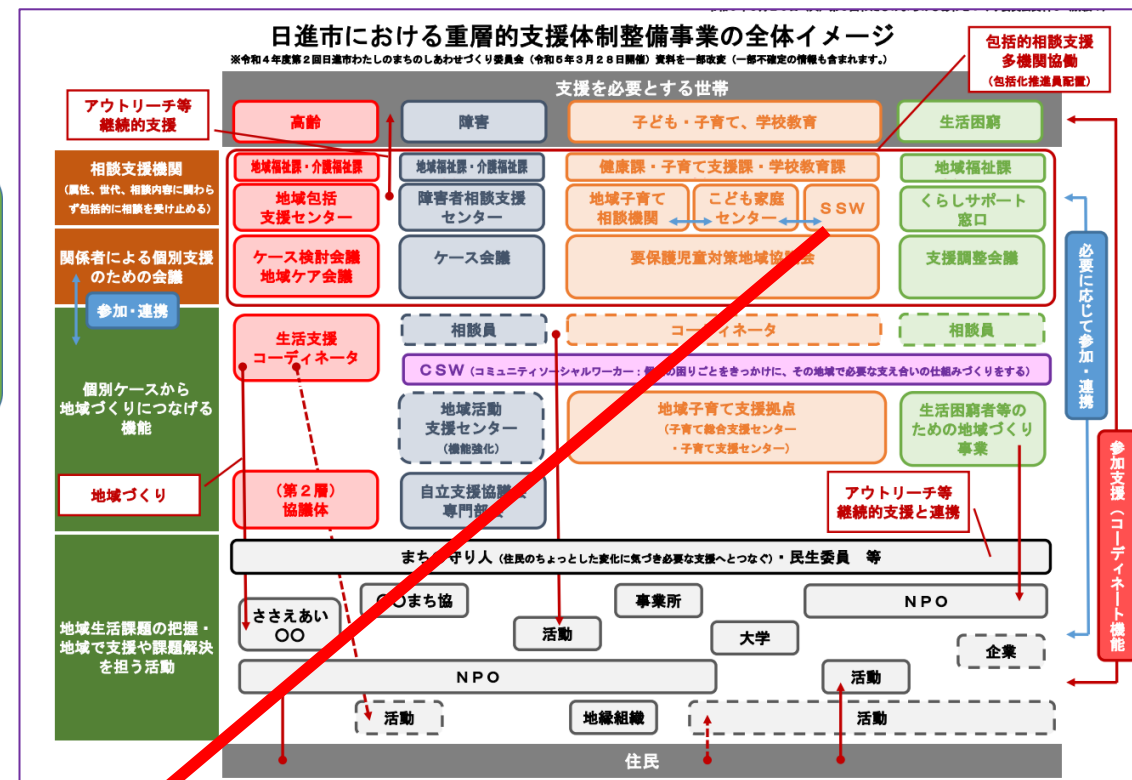 日進市における重層的支援体制整備事業の全体イメージ
※令和4年度第2回日進市わたしのまちのしあわせづくり委員会（令和5年3月28日開催）資料を一部改変（一部不確定の情報も含まれます。）
包括的相談支援
多機関協働
（包括化推進員配置）
アウトリーチ等
継続的支援
支援を必要とする世帯
高齢
障害
子ども・子育て、学校教育
生活困窮
相談支援機関
（属性、世代、相談内容に関わら
ず包括的に相談を受け止める）
地域福祉課・介護福祉課
地域福祉課・介護福祉課
健康課・子育て支援課・学校教育課
地域福祉課
地域包括
支援センター
障害者相談支援
センター
地域子育て
相談機関
こども家庭
センター
SSW
くらしサポート
窓口
関係者による個別支援
のための会議
ケース検討会議
地域ケア会議
ケース会議
要保護児童対策地域協
会
支援調整会議
参加・連携
必要に応じて参加・連携
個別ケースから
地域づくりにつなげる
機能
生活支援
コーディネータ
相談員
コーディネータ
相談員
CSW（コミュニティソーシャルワーカー：
の困りごとをきっかけに、その地域で必要な支え合いの仕組みづくりをする）
地域活動
支援センター
（機能強化）
地域子育て支援拠点
（子育て総合支援センター
・子育て支援センター）
生活困窮者等の
ための地域づくり
事業
地域づくり
（第2層）
協議体
自立支援協議
専門部
アウトリーチ等
継続的支援と連携
参加支援（コーディネート機能）
まち
守り人（住民のちょっとした変化に気づき必要な支援へとつなぐ）・民生委員　等
地域生活課題の把握・
地域で支援や課題解決
を担う活動
ささえあい
〇〇
〇まち協
事業所
NPO
活動
大学
企業
NPO
活動
活動
地縁組織
活動
住民